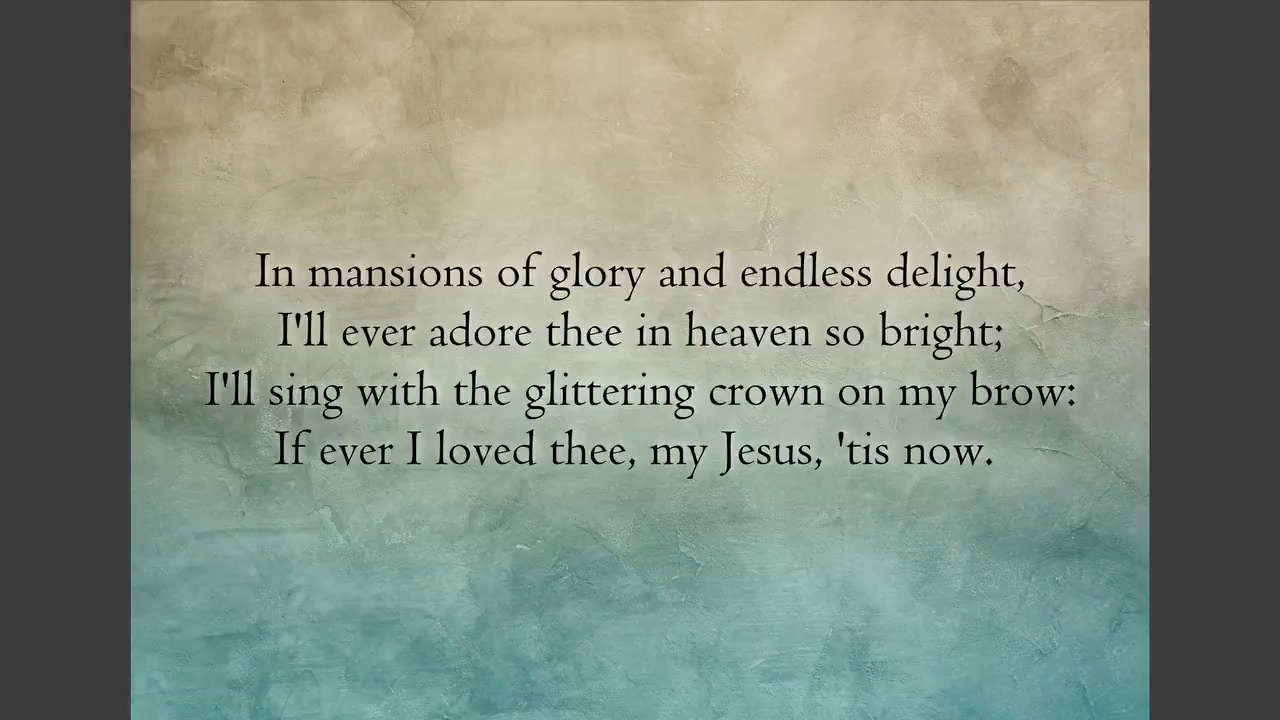 In mansions of glory and endless delight,
I'll ever adore thee in heaven so bright;
I'll sing with the glittering crown on my brow:
If ever I loved thee, my Jesus, 'tis now.